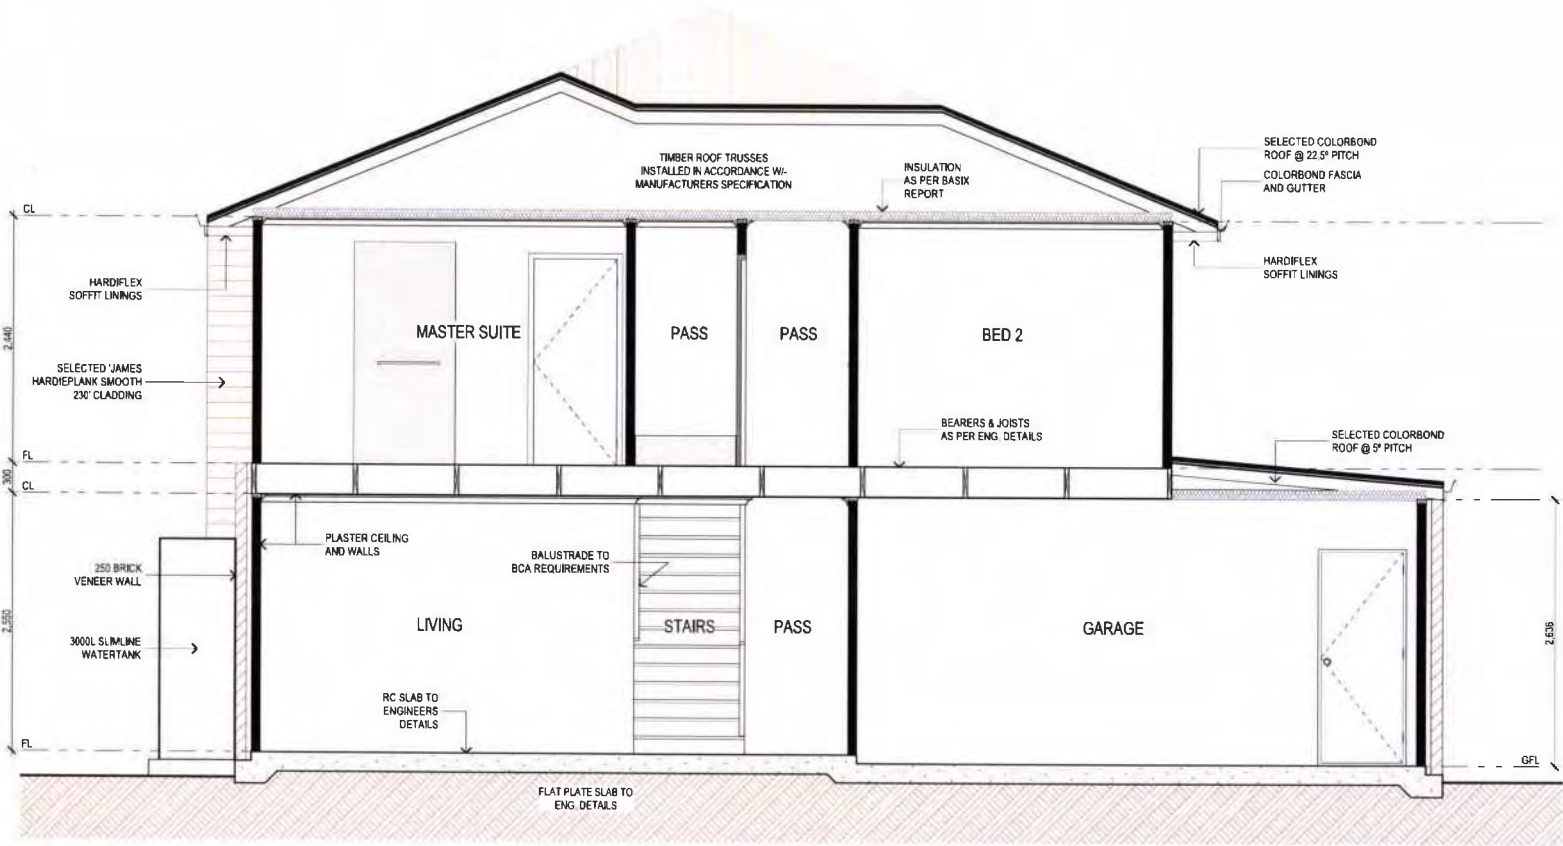 TIMBER ROOF TRUSSES
INSTALLED IN ACCORDANCE W/-
MANUFACTURERS SPECIFICATION
INSULATION
AS PER BASIX
REPORT
SELECTED COLORBOND
ROOF @ 22.5° PITCH
COLORBOND FASCIA
AND GUTTER
CL
HARDIFLEX
SOFFIT LININGS
HARDIFLEX
SOFFIT LININGS
2,440
MASTER SUITE
PASS
PASS
BED 2
SELECTED 'JAMES
HARDIEPLANK SMOOTH
230' CLADDING
BEARERS & JOISTS
AS PER ENG. DETAILS
SELECTED COLORBOND
ROOF @ 5° PITCH
FL
300
CL
PLASTER CEILING
AND WALLS
BALUSTRADE TO
BCA REQUIREMENTS
250 BRICK
VENEER WALL
2,550
LIVING
STAIRS
PASS
GARAGE
2,636
3000L SLIMLINE
WATERTANK
RC SLAB TO
ENGINEERS
DETAILS
FL
GFL
FLAT PLATE SLAB TO
ENG. DETAILS